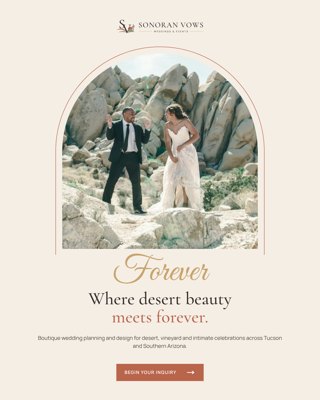 SONORAN VOWS
WEDDINGS & EVENTS
Forever
Where desert beauty
meets forever.
Boutique wedding planning and design for desert, vineyard and intimate celebrations across Tucson
and Southern Arizona.
BEGIN YOUR INQUIRY